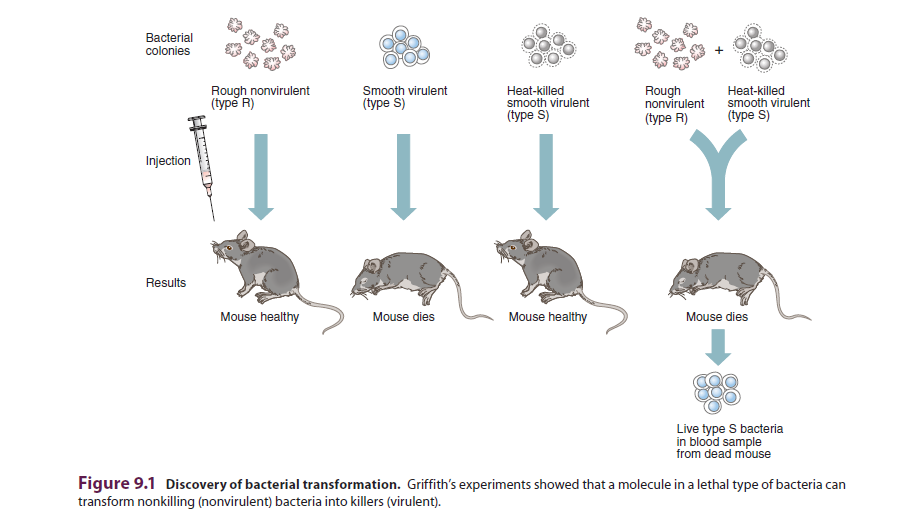 Bacterial
colonies
+
Rough nonvirulent
(type R)
Smooth virulent
(type S)
Heat-killed
smooth virulent
(type S)
Rough
nonvirulent
(type R)
Heat-killed
smooth virulent
(type S)
Injection
Results
Mouse healthy
Mouse dies
Mouse healthy
Mouse dies
Live type S bacteria
in blood sample
from dead mouse
Figure 9.1 Discovery of bacterial transformation. Griffith’s experiments showed that a molecule in a lethal type of bacteria can
transform nonkilling (nonvirulent) bacteria into killers (virulent).